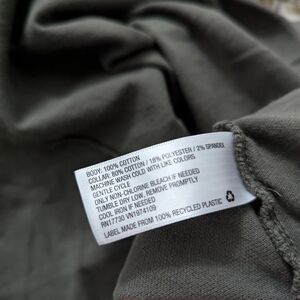 BODY: 100% COTTON
COLLAR: 80% COTTON / 18% POLYESTER / 2% SPANDEX
MACHINE WASH COLD WITH LIKE COLORS
GENTLE CYCLE
ONLY NON-CHLORINE BLEACH IF NEEDED
TUMBLE DRY LOW. REMOVE PROMPTLY
COOL IRON IF NEEDED
RN17730 VN1974109
LABEL MADE FROM 100% RECYCLED PLASTIC